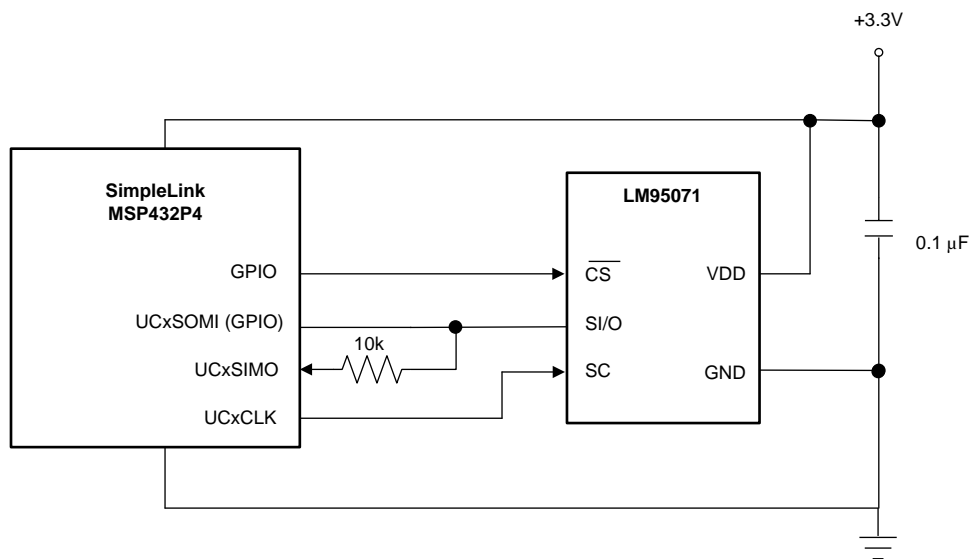 +3.3V
SimpleLink
MSP432P4
LM95071
GPIO
CS
VDD
0.1 μF
UCxSOMI (GPIO)
SI/O
10k
UCxSIMO
SC
GND
UCxCLK